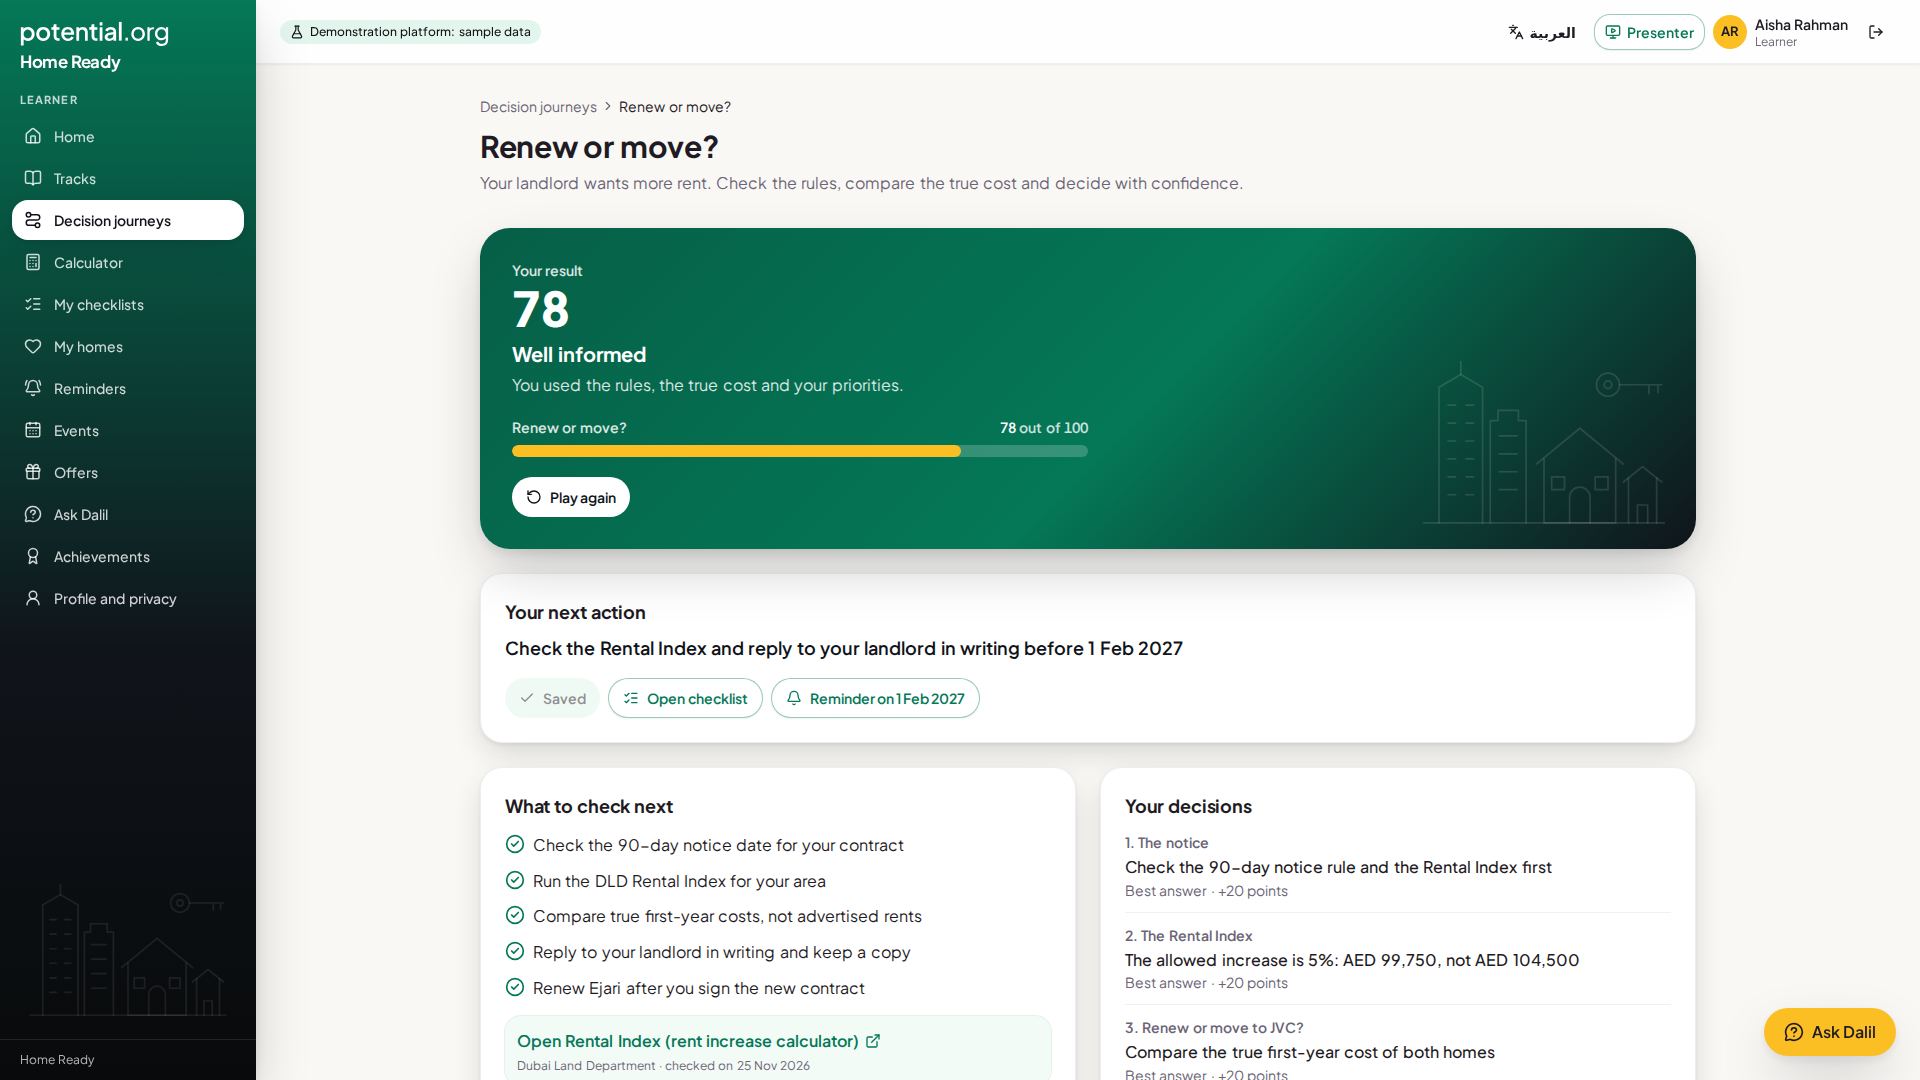 potential.org
Home Ready
LEARNER
Home
Tracks
Decision journeys
Calculator
My checklists
My homes
Reminders
Events
Offers
Ask Dalil
Achievements
Profile and privacy
Home Ready
Demonstration platform: sample data
العربية
Presenter
AR
Aisha Rahman
Learner
Decision journeys > Renew or move?
Renew or move?
Your landlord wants more rent. Check the rules, compare the true cost and decide with confidence.
Your result
78
Well informed
You used the rules, the true cost and your priorities.
Renew or move? 78 out of 100
Play again
Your next action
Check the Rental Index and reply to your landlord in writing before 1 Feb 2027
Saved
Open checklist
Reminder on 1 Feb 2027
What to check next
Check the 90-day notice date for your contract
Run the DLD Rental Index for your area
Compare true first-year costs, not advertised rents
Reply to your landlord in writing and keep a copy
Renew Ejari after you sign the new contract
Open Rental Index (rent increase calculator)
Dubai Land Department · checked on 25 Nov 2026
Your decisions
1. The notice
Check the 90-day notice rule and the Rental Index first
Best answer · +20 points
2. The Rental Index
The allowed increase is 5%: AED 99,750, not AED 104,500
Best answer · +20 points
3. Renew or move to JVC?
Compare the true first-year cost of both homes
Best answer · +20 points
Ask Dalil